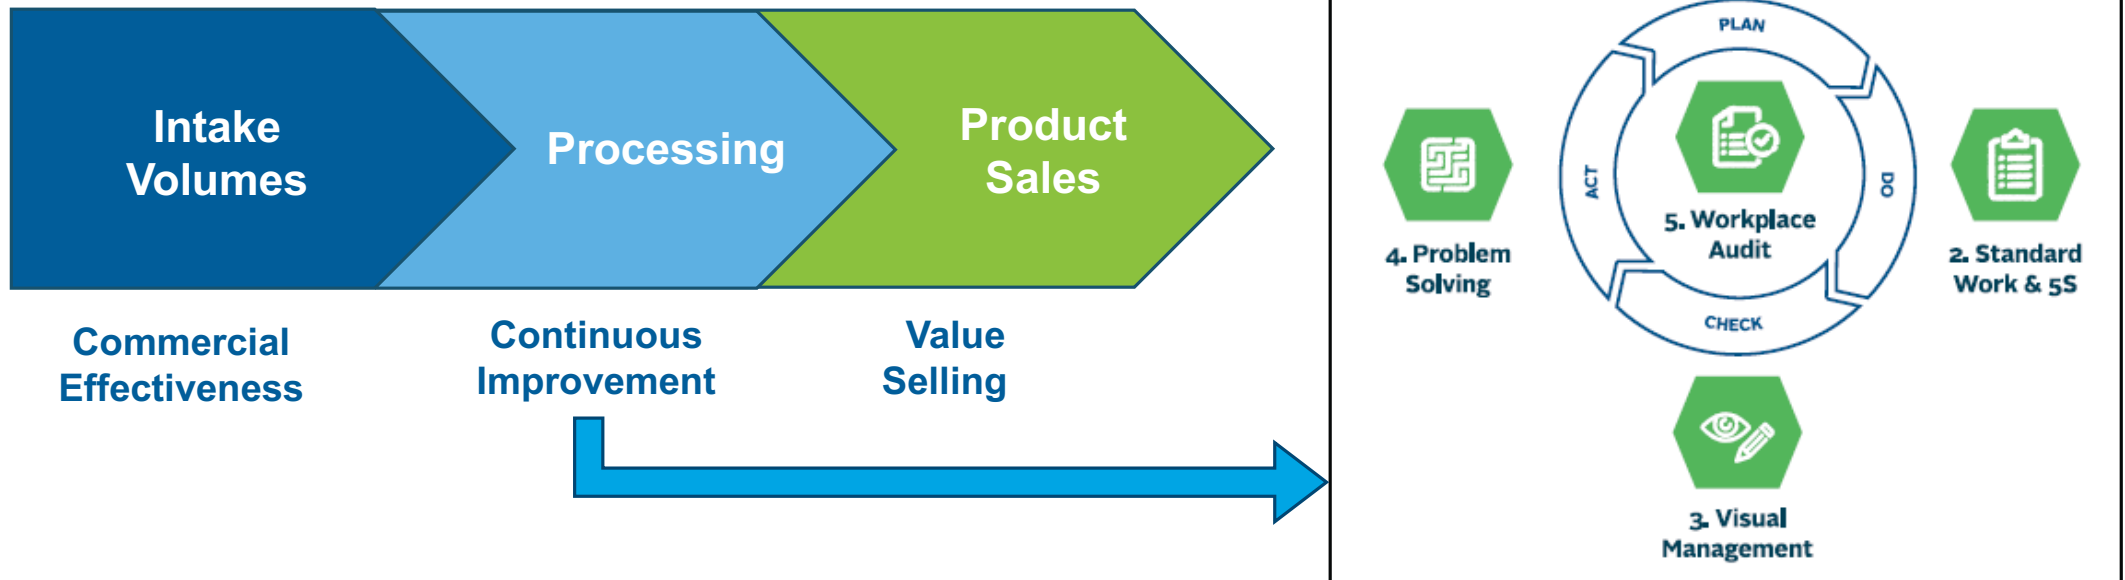 Intake
Volumes
Processing
Product
Sales
Commercial
Effectiveness
Continuous
Improvement
Value
Selling
PLAN
DO
CHECK
ACT
5. Workplace
Audit
4. Problem
Solving
2. Standard
Work & 5S
3. Visual
Management